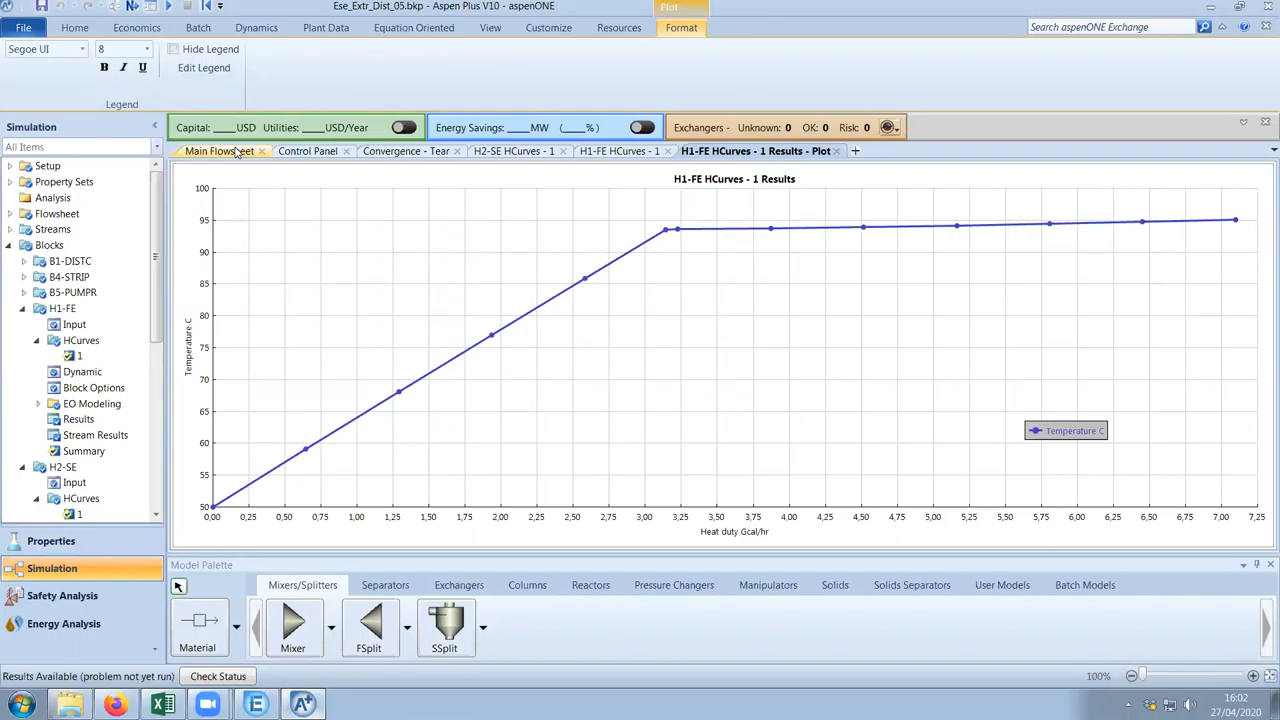 Ese_Extr_Dist_05.bkp - Aspen Plus V10 - aspenONE
Plot
File Home Economics Batch Dynamics Plant Data Equation Oriented View Customize Resources Format
Search aspenONE Exchange
Segoe UI 8
Hide Legend
B I U
Edit Legend
Legend
Simulation
Capital: ____USD Utilities: ____USD/Year
Energy Savings: ____MW (____%)
Exchangers - Unknown: 0 OK: 0 Risk: 0
All Items
Main Flowsheet Control Panel Convergence - Tear H2-SE HCurves - 1 H1-FE HCurves - 1 H1-FE HCurves - 1 Results - Plot
Setup
Property Sets
Analysis
Flowsheet
Streams
Blocks
B1-DISTC
B4-STRIP
B5-PUMPR
H1-FE
Input
HCurves
1
Dynamic
Block Options
EO Modeling
Results
Stream Results
Summary
H2-SE
Input
HCurves
1
Properties
Simulation
Safety Analysis
Energy Analysis
H1-FE HCurves - 1 Results
100
95
90
85
80
75
70
65
60
55
50
Temperature C
Temperature C
0,00 0,25 0,50 0,75 1,00 1,25 1,50 1,75 2,00 2,25 2,50 2,75 3,00 3,25 3,50 3,75 4,00 4,25 4,50 4,75 5,00 5,25 5,50 5,75 6,00 6,25 6,50 6,75 7,00 7,25
Heat duty Gcal/hr
Model Palette
Mixers/Splitters Separators Exchangers Columns Reactors Pressure Changers Manipulators Solids Solids Separators User Models Batch Models
Material
Mixer
FSplit
SSplit
Results Available (problem not yet run) Check Status
100%
16:02
27/04/2020